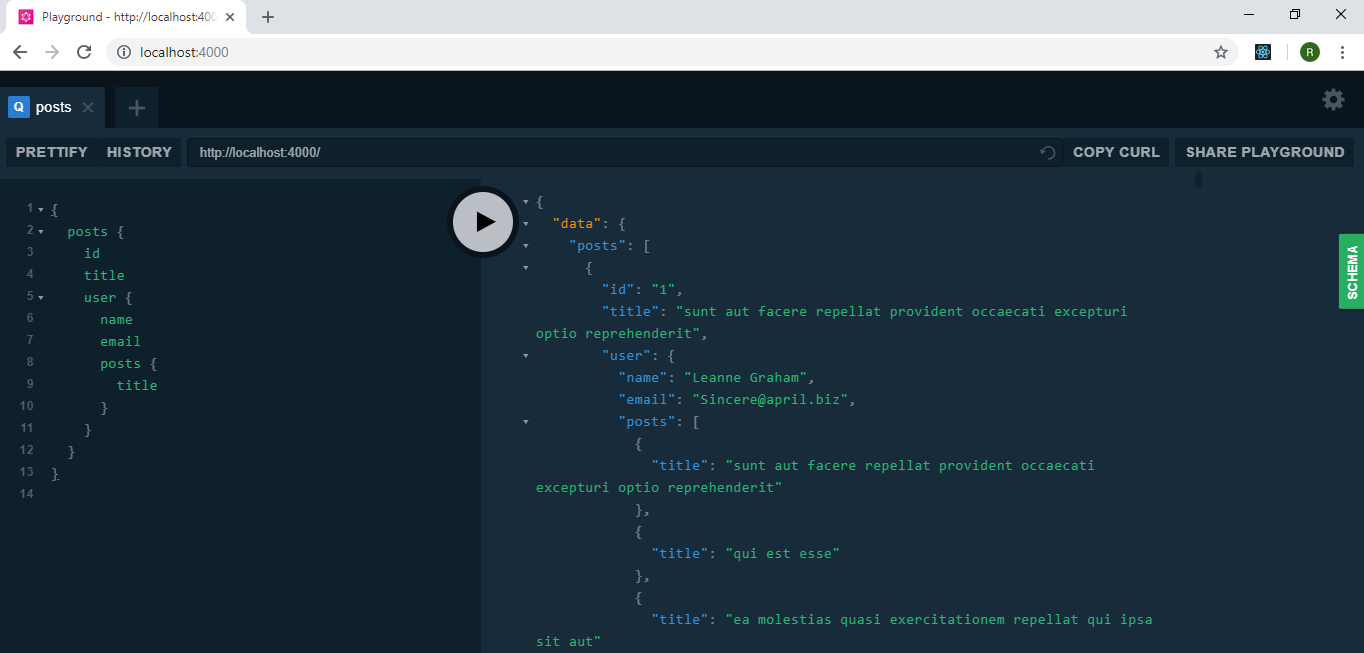 Playground - http://localhost:400
localhost:4000
R
Q posts
PRETTIFY HISTORY http://localhost:4000/ COPY CURL SHARE PLAYGROUND
1 {
2 posts {
3 id
4 title
5 user {
6 name
7 email
8 posts {
9 title
10 }
11 }
12 }
13 }
14
{
"data": {
"posts": [
{
"id": "1",
"title": "sunt aut facere repellat provident occaecati excepturi
optio reprehenderit",
"user": {
"name": "Leanne Graham",
"email": "Sincere@april.biz",
"posts": [
{
"title": "sunt aut facere repellat provident occaecati
excepturi optio reprehenderit"
},
{
"title": "qui est esse"
},
{
"title": "ea molestias quasi exercitationem repellat qui ipsa
sit aut"
SCHEMA